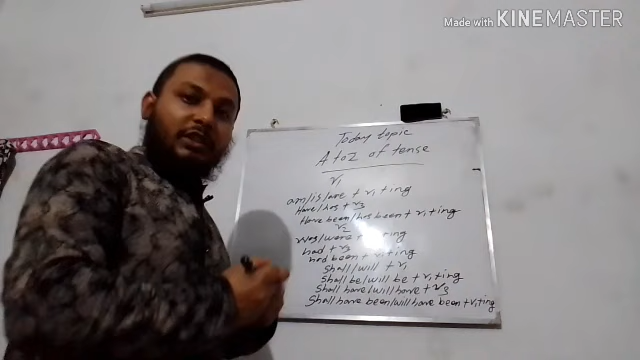 Made with KINEMASTER
Today topic
A to Z of tense
V1
am/is/are + V1 + ing
Have/has + V3
Have been/has been + V1 + ing
V2
was/were + ing
had + V3
had been + V1 + ing
Shall/will + V1
Shall be/will be + V1 + ing
Shall have/will have + V3
Shall have been/will have been + V1 + ing